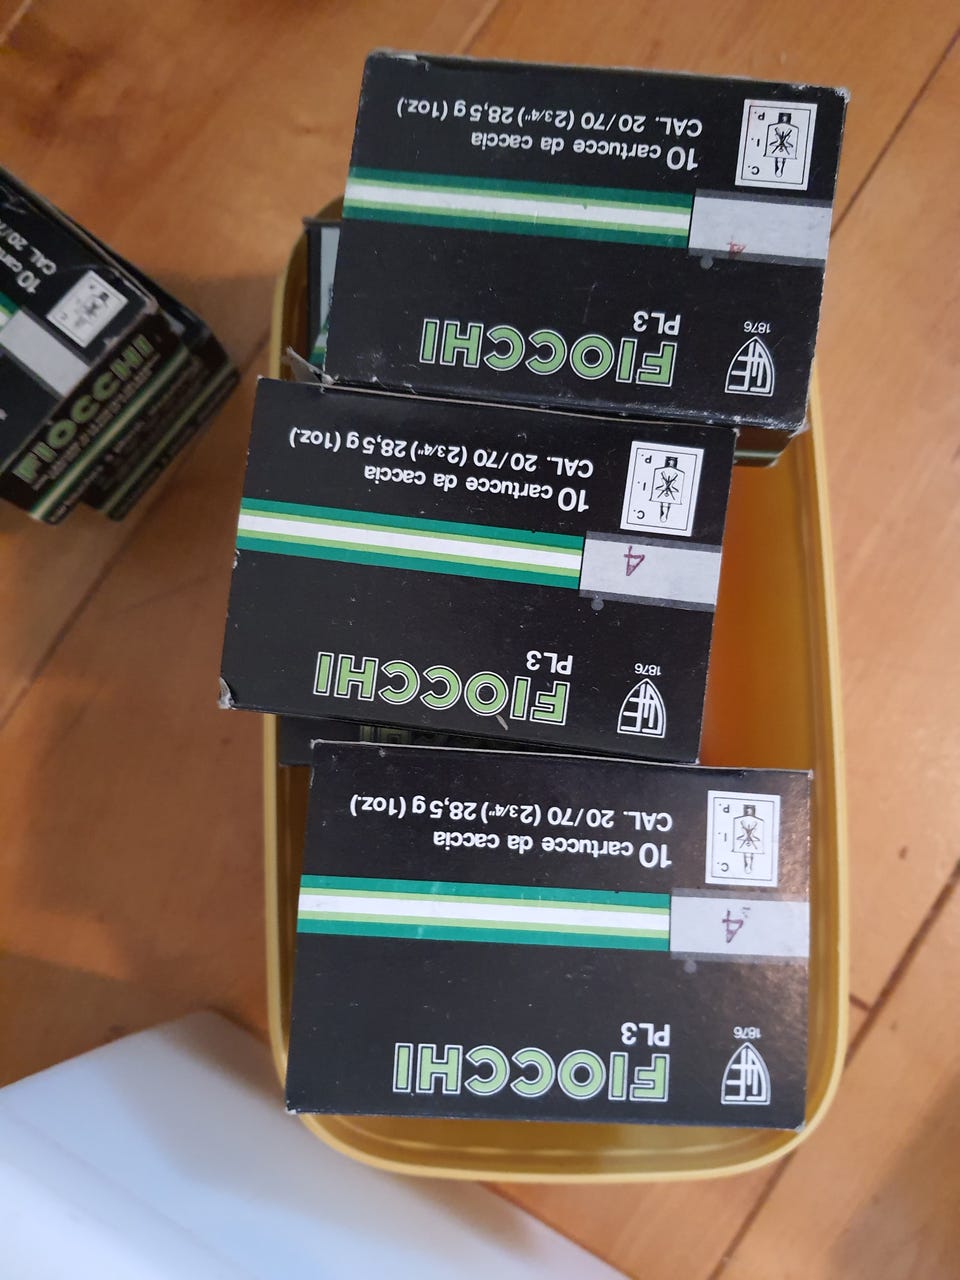 FIOCCHI
PL3
1876
4
10 cartucce da caccia
CAL. 20/70 (2 3/4") 28,5 g (1oz.)
C. I. P.
FIOCCHI
PL3
1876
4
10 cartucce da caccia
CAL. 20/70 (2 3/4") 28,5 g (1oz.)
C. I. P.
FIOCCHI
PL3
1876
4
10 cartucce da caccia
CAL. 20/70 (2 3/4") 28,5 g (1oz.)
C. I. P.
FIOCCHI
10
CAL.